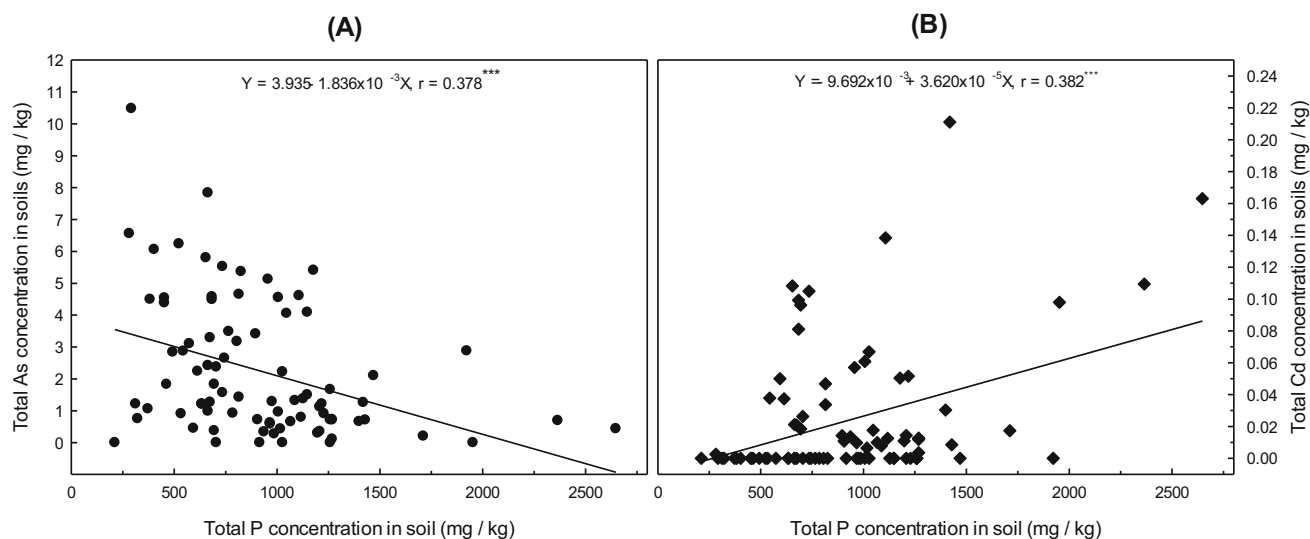 (A)
Y = 3.935- 1.836x10 -3X, r = 0.378***
Total As concentration in soils (mg / kg)
12
11
10
9
8
7
6
5
4
3
2
1
0
0 500 1000 1500 2000 2500
Total P concentration in soil (mg / kg)
(B)
Y = - 9.692x10 -3+ 3.620x10 -5X, r = 0.382***
0.24
0.22
0.20
0.18
0.16
0.14
0.12
0.10
0.08
0.06
0.04
0.02
0.00
Total Cd concentration in soils (mg / kg)
0 500 1000 1500 2000 2500
Total P concentration in soil (mg / kg)